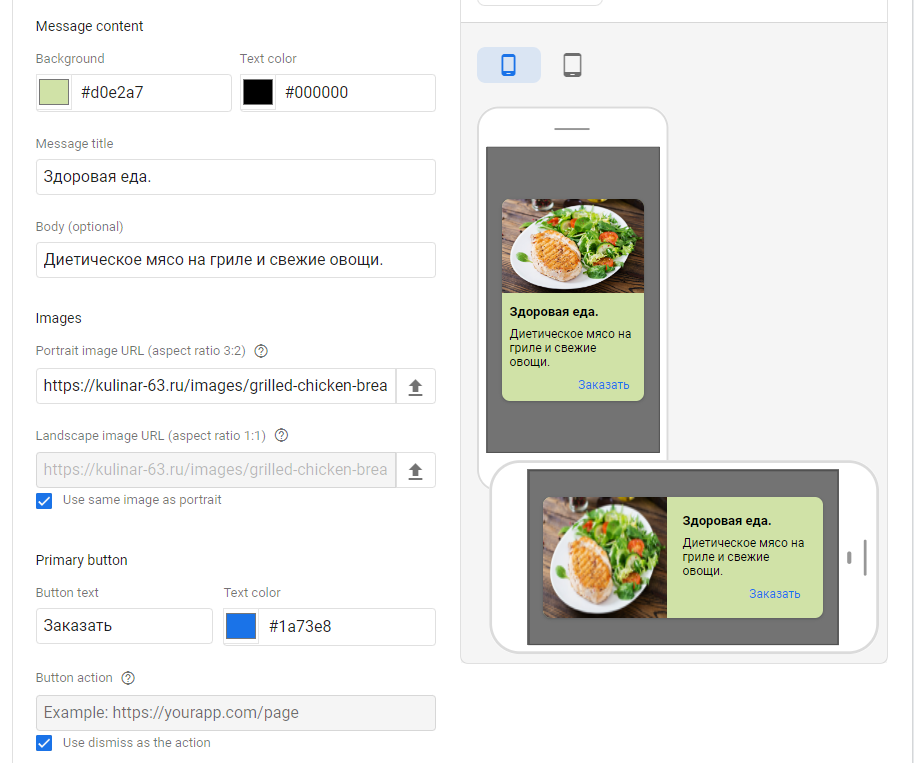 Message content
Background
Text color
#d0e2a7
#000000
Message title
Здоровая еда.
Body (optional)
Диетическое мясо на гриле и свежие овощи.
Images
Portrait image URL (aspect ratio 3:2)
https://kulinar-63.ru/images/grilled-chicken-brea
Landscape image URL (aspect ratio 1:1)
https://kulinar-63.ru/images/grilled-chicken-brea
Use same image as portrait
Primary button
Button text
Text color
Заказать
#1a73e8
Button action
Example: https://yourapp.com/page
Use dismiss as the action
Здоровая еда.
Диетическое мясо на
гриле и свежие
овощи.
Заказать
Здоровая еда.
Диетическое мясо на
гриле и свежие
овощи.
Заказать